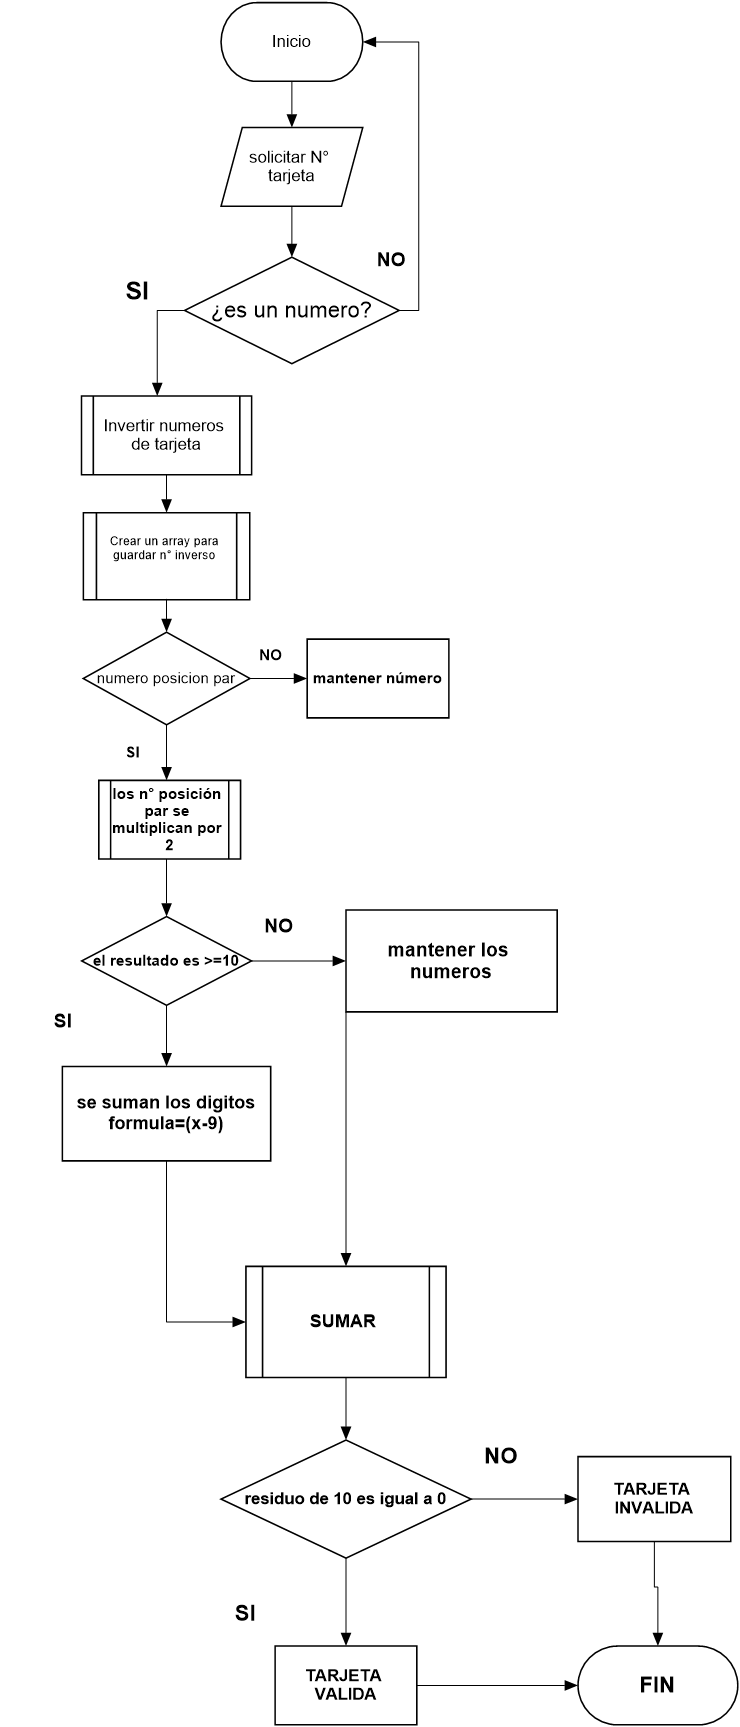 Inicio
solicitar N°
tarjeta
NO
SI
¿es un numero?
Invertir numeros
de tarjeta
Crear un array para
guardar n° inverso
numero posicion par
NO
mantener número
SI
los n° posición
par se
multiplican por
2
NO
el resultado es >=10
mantener los
numeros
SI
se suman los digitos
formula=(x-9)
SUMAR
NO
residuo de 10 es igual a 0
TARJETA
INVALIDA
SI
TARJETA
VALIDA
FIN